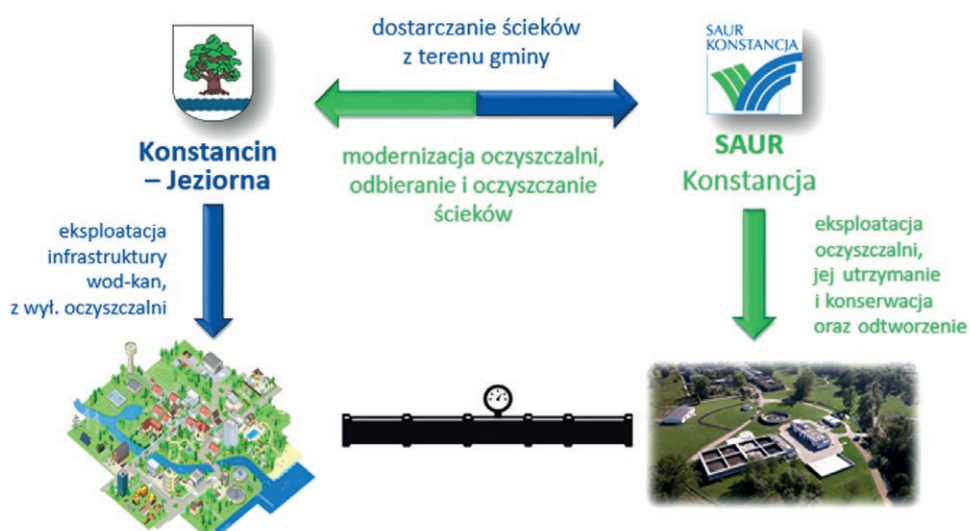 dostarczanie ścieków
z terenu gminy
SAUR
KONSTANCJA
Konstancin
– Jeziorna
modernizacja oczyszczalni,
odbieranie i oczyszczanie
ścieków
SAUR
Konstancja
eksploatacja
infrastruktury
wod-kan,
z wył. oczyszczalni
eksploatacja
oczyszczalni,
jej utrzymanie
i konserwacja
oraz odtworzenie